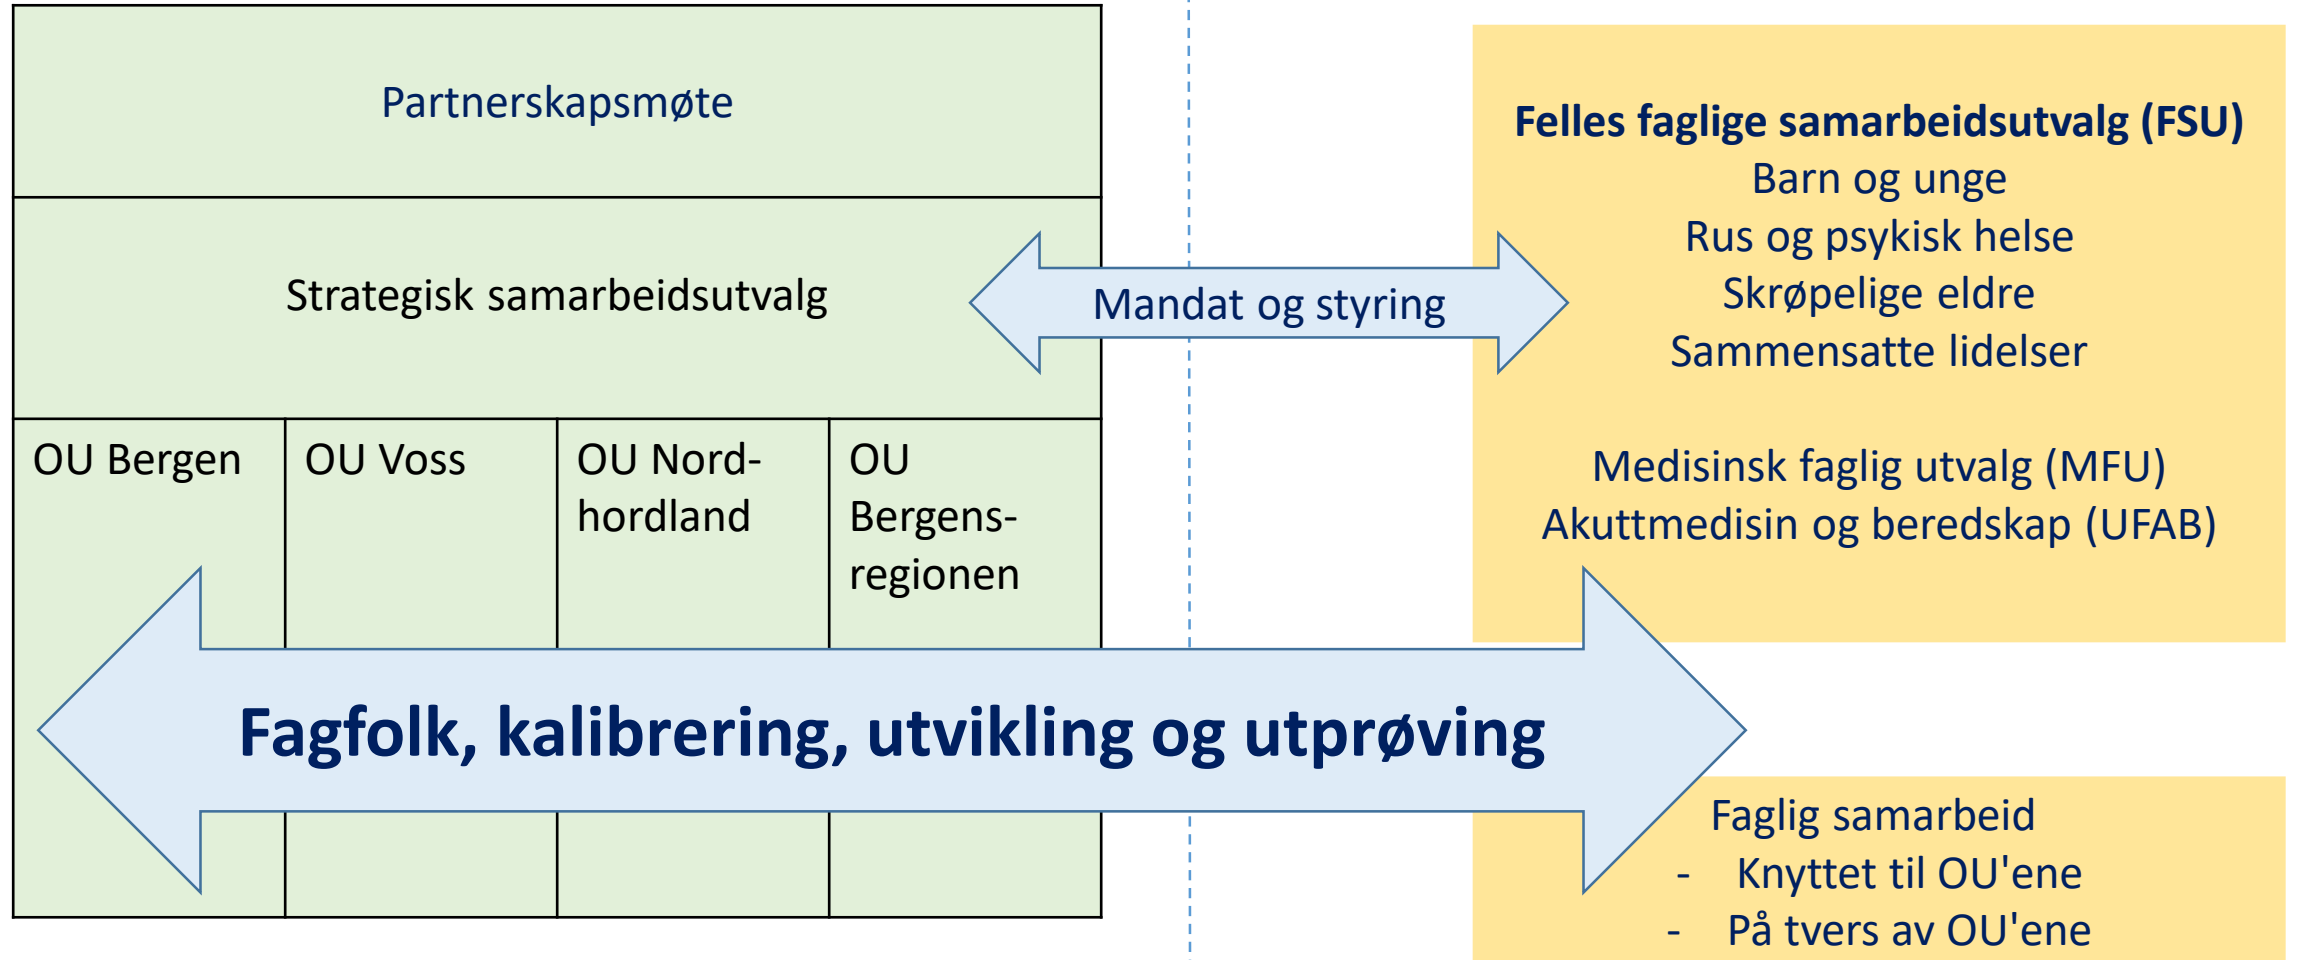 Partnerskapsmøte
Strategisk samarbeidsutvalg
OU Bergen
OU Voss
OU Nord-
hordland
OU
Bergens-
regionen
Mandat og styring
Fagfolk, kalibrering, utvikling og utprøving
Felles faglige samarbeidsutvalg (FSU)
Barn og unge
Rus og psykisk helse
Skrøpelige eldre
Sammensatte lidelser
Medisinsk faglig utvalg (MFU)
Akuttmedisin og beredskap (UFAB)
Faglig samarbeid
- Knyttet til OU'ene
- På tvers av OU'ene